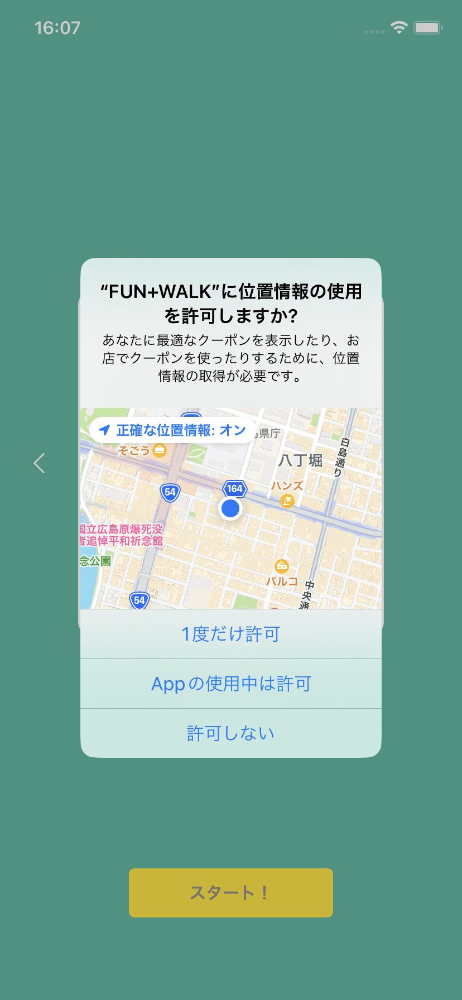 16:07
“FUN+WALK”に位置情報の使用
を許可しますか?
あなたに最適なクーポンを表示したり、お
店でクーポンを使ったりするために、位置
情報の取得が必要です。
正確な位置情報: オン
県庁
そごう
八丁堀
白島通り
ハンズ
164
54
国立広島原爆死没
者追悼平和祈念館
念公園
パルコ
中央通
54
1度だけ許可
Appの使用中は許可
許可しない
スタート！